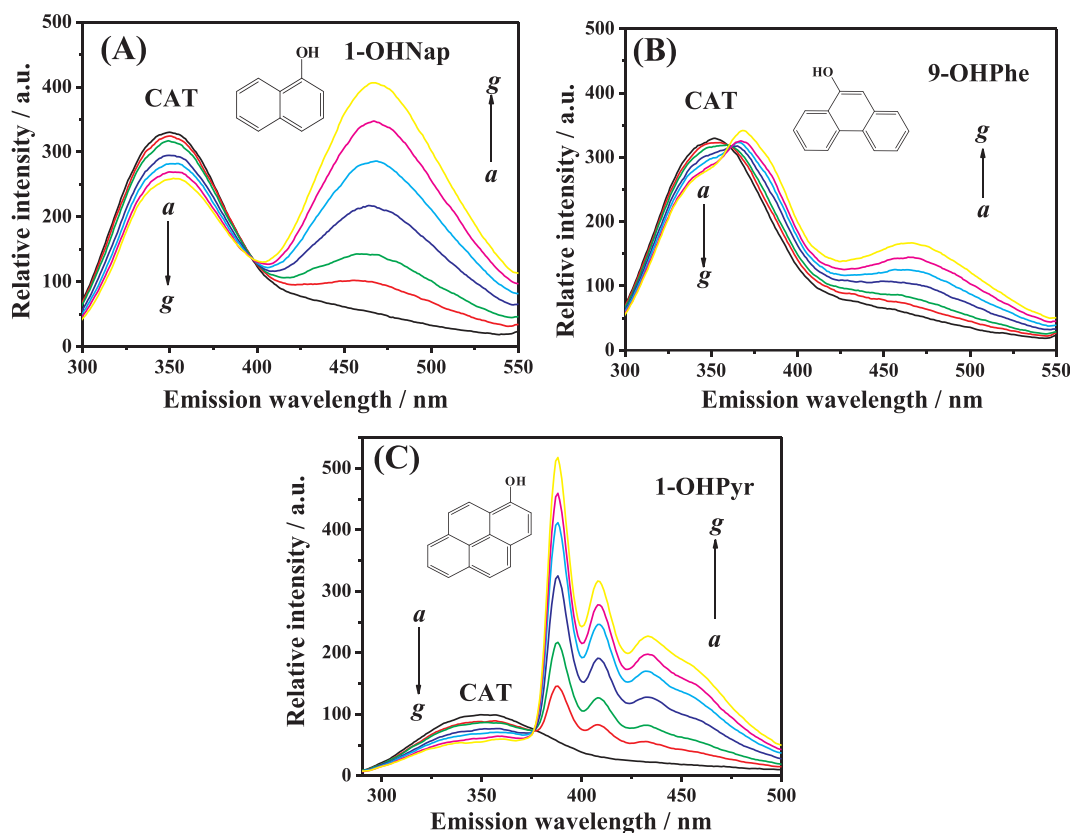 (A)
OH
1-OHNap
CAT
g
a
a
g
500
400
300
200
100
0
Relative intensity / a.u.
300 350 400 450 500 550
Emission wavelength / nm
(B)
HO
9-OHPhe
CAT
g
a
a
g
500
400
300
200
100
0
Relative intensity / a.u.
300 350 400 450 500 550
Emission wavelength / nm
(C)
OH
1-OHPyr
g
a
a
g
CAT
500
400
300
200
100
0
Relative intensity / a.u.
300 350 400 450 500
Emission wavelength / nm